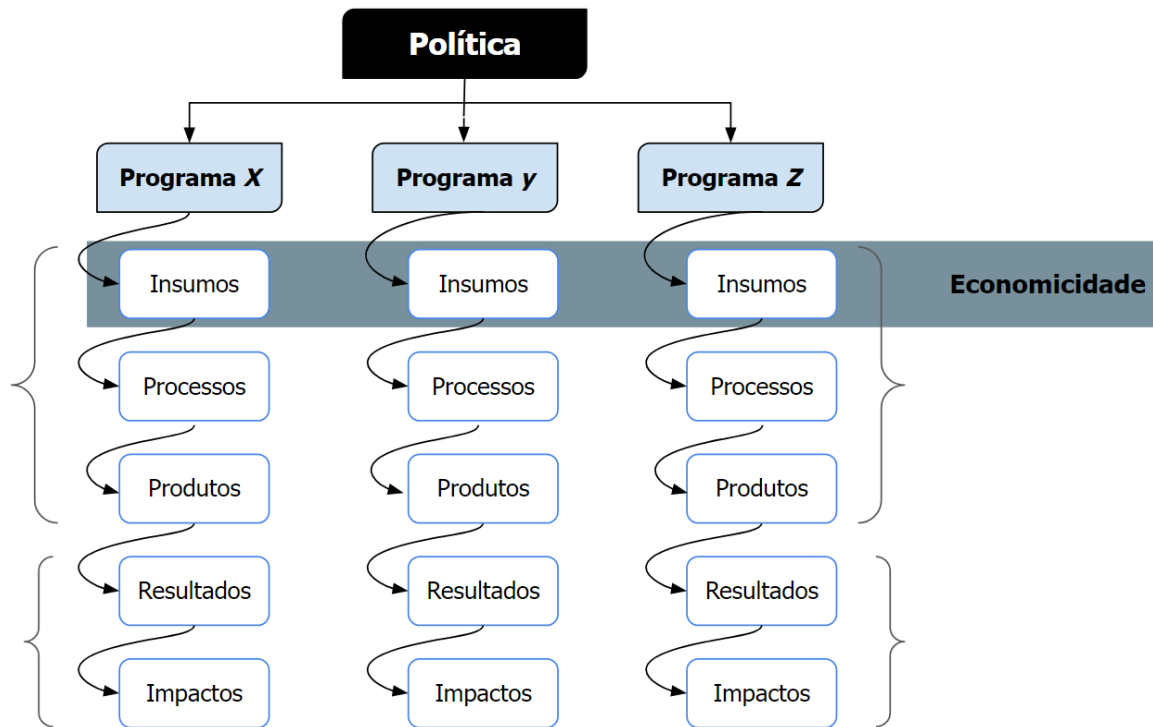 Política
Programa X
Programa y
Programa Z
Insumos
Insumos
Insumos
Economicidade
Processos
Processos
Processos
Produtos
Produtos
Produtos
Resultados
Resultados
Resultados
Impactos
Impactos
Impactos